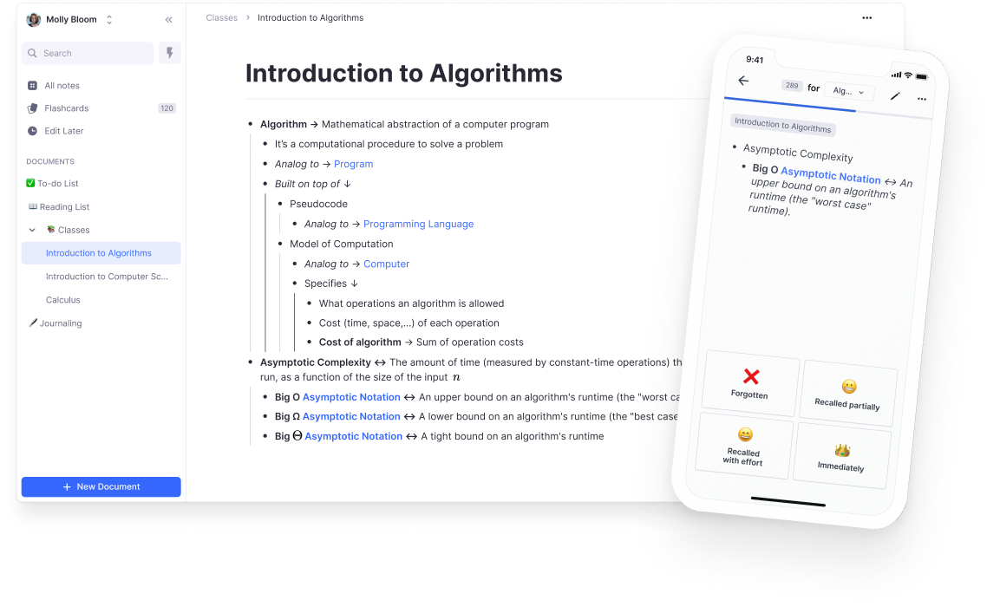 Molly Bloom
Search
All notes
Flashcards 120
Edit Later
DOCUMENTS
✅ To-do List
📖 Reading List
📚 Classes
Introduction to Algorithms
Introduction to Computer Sc...
Calculus
Journaling
+ New Document
Classes > Introduction to Algorithms
Introduction to Algorithms
• Algorithm → Mathematical abstraction of a computer program
• It's a computational procedure to solve a problem
• Analog to → Program
• Built on top of ↓
• Pseudocode
• Analog to → Programming Language
• Model of Computation
• Analog to → Computer
• Specifies ↓
• What operations an algorithm is allowed
• Cost (time, space,...) of each operation
• Cost of algorithm → Sum of operation costs
• Asymptotic Complexity ↔ The amount of time (measured by constant-time operations) th
run, as a function of the size of the input n
• Big O Asymptotic Notation ↔ An upper bound on an algorithm's runtime (the "worst ca
• Big Ω Asymptotic Notation ↔ A lower bound on an algorithm's runtime (the "best case
• Big Θ Asymptotic Notation ↔ A tight bound on an algorithm's runtime
9:41
289 for Alg...
Introduction to Algorithms
• Asymptotic Complexity
• Big O Asymptotic Notation ↔ An
upper bound on an algorithm's
runtime (the "worst case"
runtime).
Forgotten
Recalled partially
Recalled
with effort
Immediately